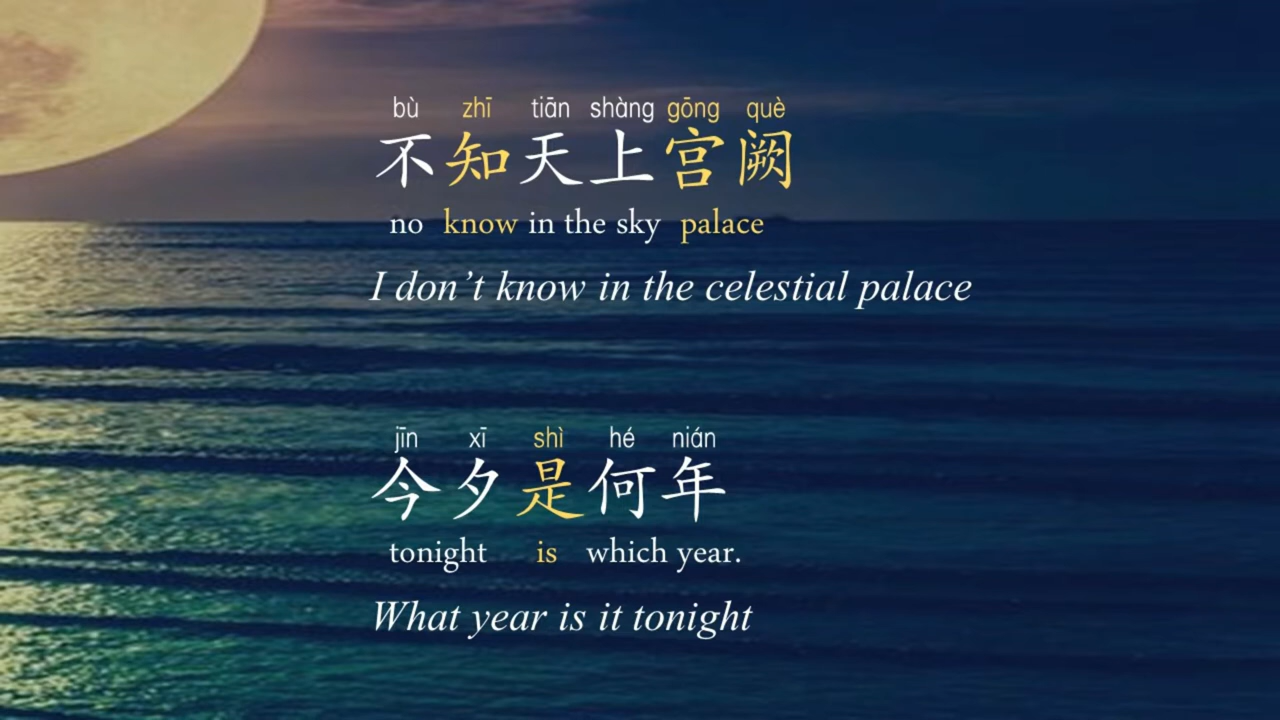 bù zhī tiān shàng gōng què
不知天上宫阙
no know in the sky palace
I don’t know in the celestial palace
jīn xī shì hé nián
今夕是何年
tonight is which year.
What year is it tonight